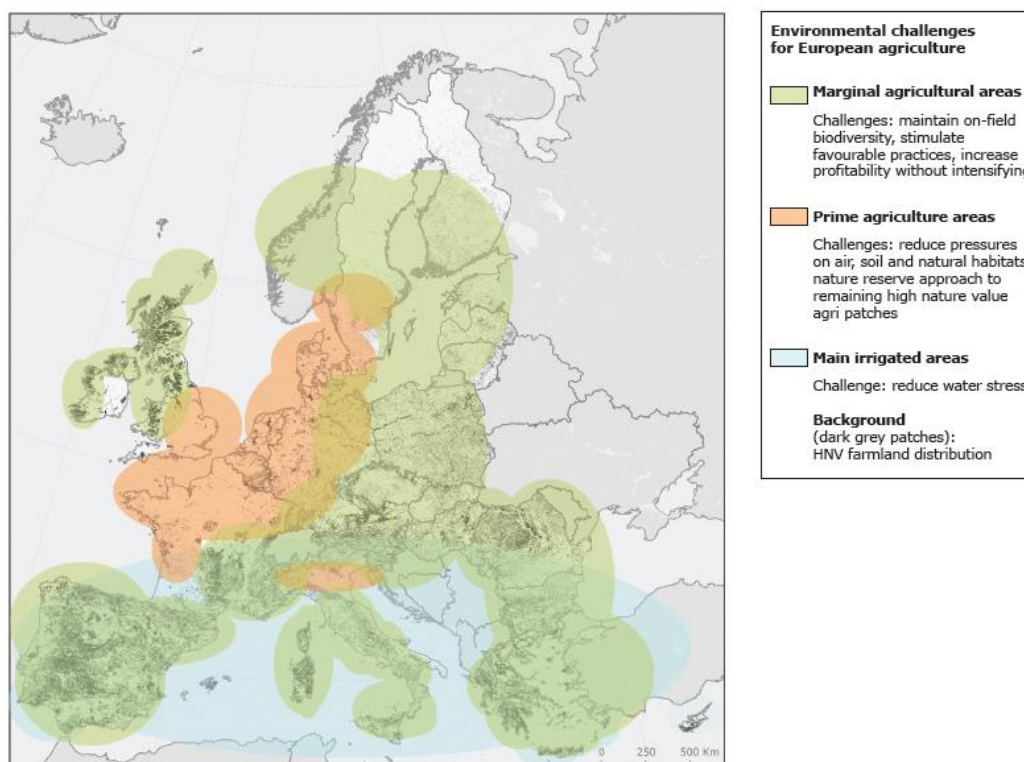 Environmental challenges
for European agriculture
Marginal agricultural areas
Challenges: maintain on-field
biodiversity, stimulate
favourable practices, increase
profitability without intensifying
Prime agriculture areas
Challenges: reduce pressures
on air, soil and natural habitats
nature reserve approach to
remaining high nature value
agri patches
Main irrigated areas
Challenge: reduce water stress
Background
(dark grey patches):
HNV farmland distribution
0 250 500 Km